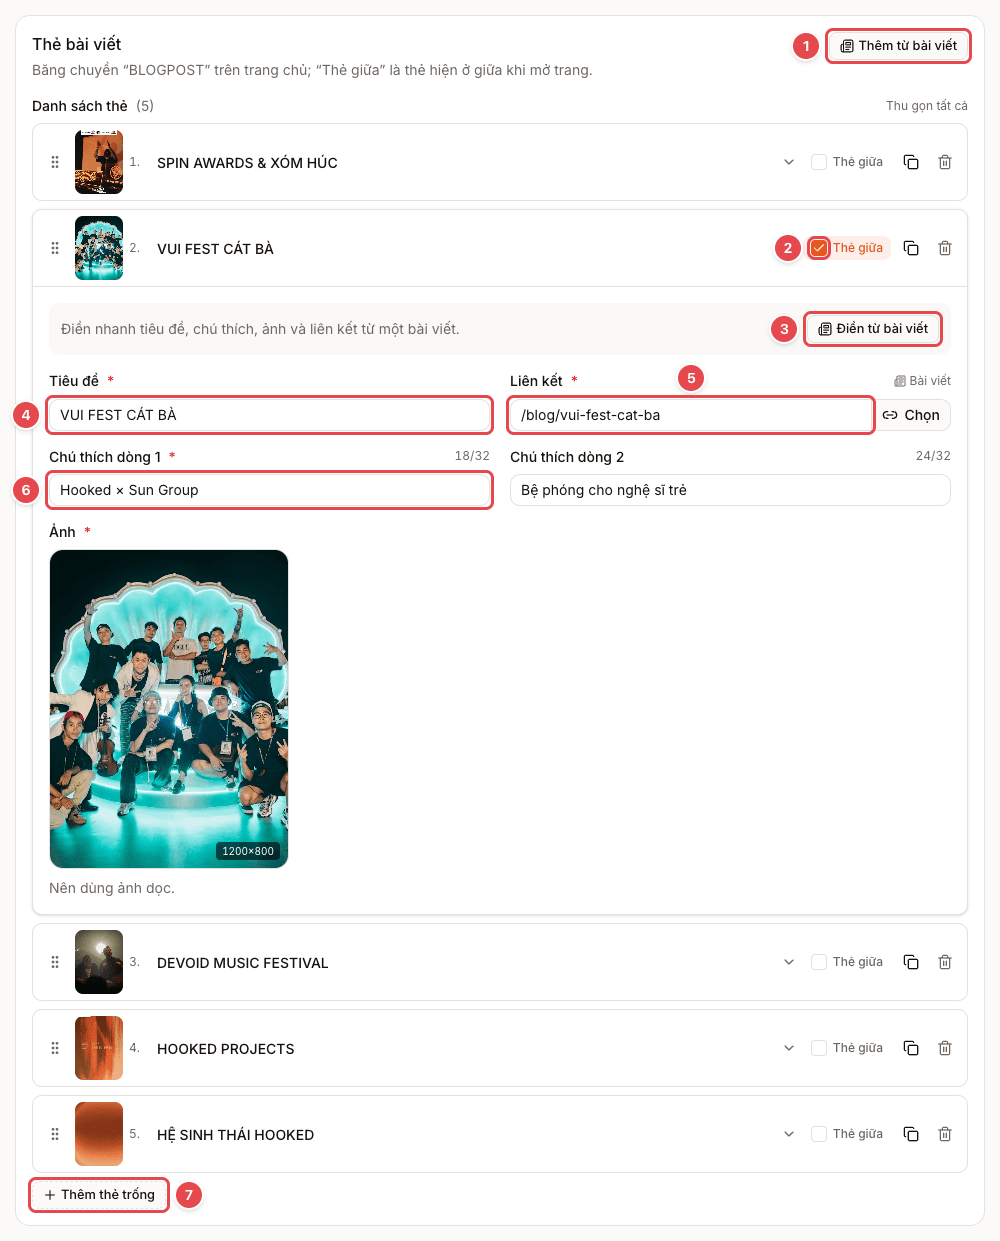 Thẻ bài viết
1
Thêm từ bài viết
Băng chuyền “BLOGPOST” trên trang chủ; “Thẻ giữa” là thẻ hiện ở giữa khi mở trang.
Danh sách thẻ (5)
Thu gọn tất cả
1. SPIN AWARDS & XÓM HÚC
Thẻ giữa
2. VUI FEST CÁT BÀ
2
Thẻ giữa
Điền nhanh tiêu đề, chú thích, ảnh và liên kết từ một bài viết.
3
Điền từ bài viết
Tiêu đề *
Liên kết *
5
Bài viết
4
VUI FEST CÁT BÀ
/blog/vui-fest-cat-ba
Chọn
Chú thích dòng 1 *
18/32
Chú thích dòng 2
24/32
6
Hooked × Sun Group
Bệ phóng cho nghệ sĩ trẻ
Ảnh *
1200×800
Nên dùng ảnh dọc.
3. DEVOID MUSIC FESTIVAL
Thẻ giữa
4. HOOKED PROJECTS
Thẻ giữa
5. HỆ SINH THÁI HOOKED
Thẻ giữa
+ Thêm thẻ trống
7